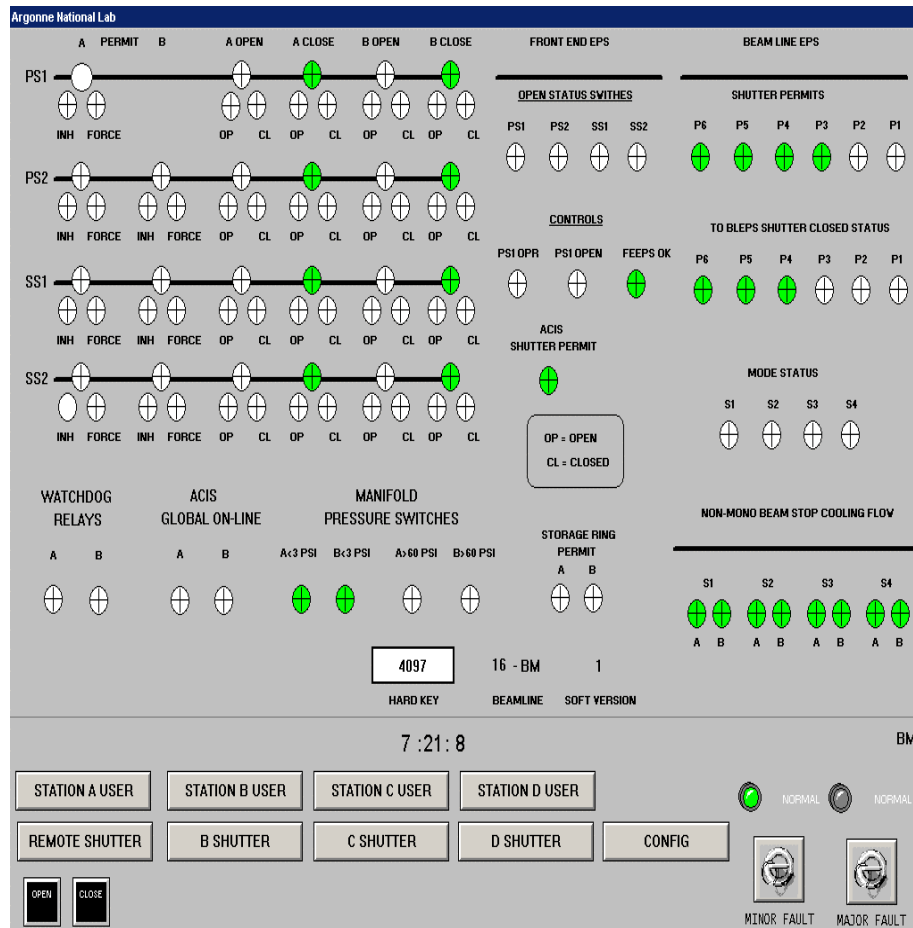 Argonne National Lab
A PERMIT B A OPEN A CLOSE B OPEN B CLOSE FRONT END EPS BEAM LINE EPS
PS1
INH FORCE OP CL OP CL OP CL OP CL
OPEN STATUS SWITHES
PS1 PS2 SS1 SS2
SHUTTER PERMITS
P6 P5 P4 P3 P2 P1
PS2
INH FORCE INH FORCE OP CL OP CL OP CL OP CL
CONTROLS
PS1 OPR PS1 OPEN FEEPS OK
TO BLEPS SHUTTER CLOSED STATUS
P6 P5 P4 P3 P2 P1
SS1
INH FORCE INH FORCE OP CL OP CL OP CL OP CL
ACIS
SHUTTER PERMIT
SS2
INH FORCE INH FORCE OP CL OP CL OP CL OP CL
MODE STATUS
S1 S2 S3 S4
OP = OPEN
CL = CLOSED
WATCHDOG
RELAYS
A B
ACIS
GLOBAL ON-LINE
A B
MANIFOLD
PRESSURE SWITCHES
A<3 PSI B<3 PSI A>60 PSI B>60 PSI
STORAGE RING
PERMIT
A B
NON-MONO BEAM STOP COOLING FLOW
S1 S2 S3 S4
A B A B A B A B
4097 16 - BM 1
HARD KEY BEAMLINE SOFT VERSION
7 :21: 8
BM
STATION A USER STATION B USER STATION C USER STATION D USER
NORMAL NORMAL
REMOTE SHUTTER B SHUTTER C SHUTTER D SHUTTER CONFIG
OPEN CLOSE
MINOR FAULT MAJOR FAULT